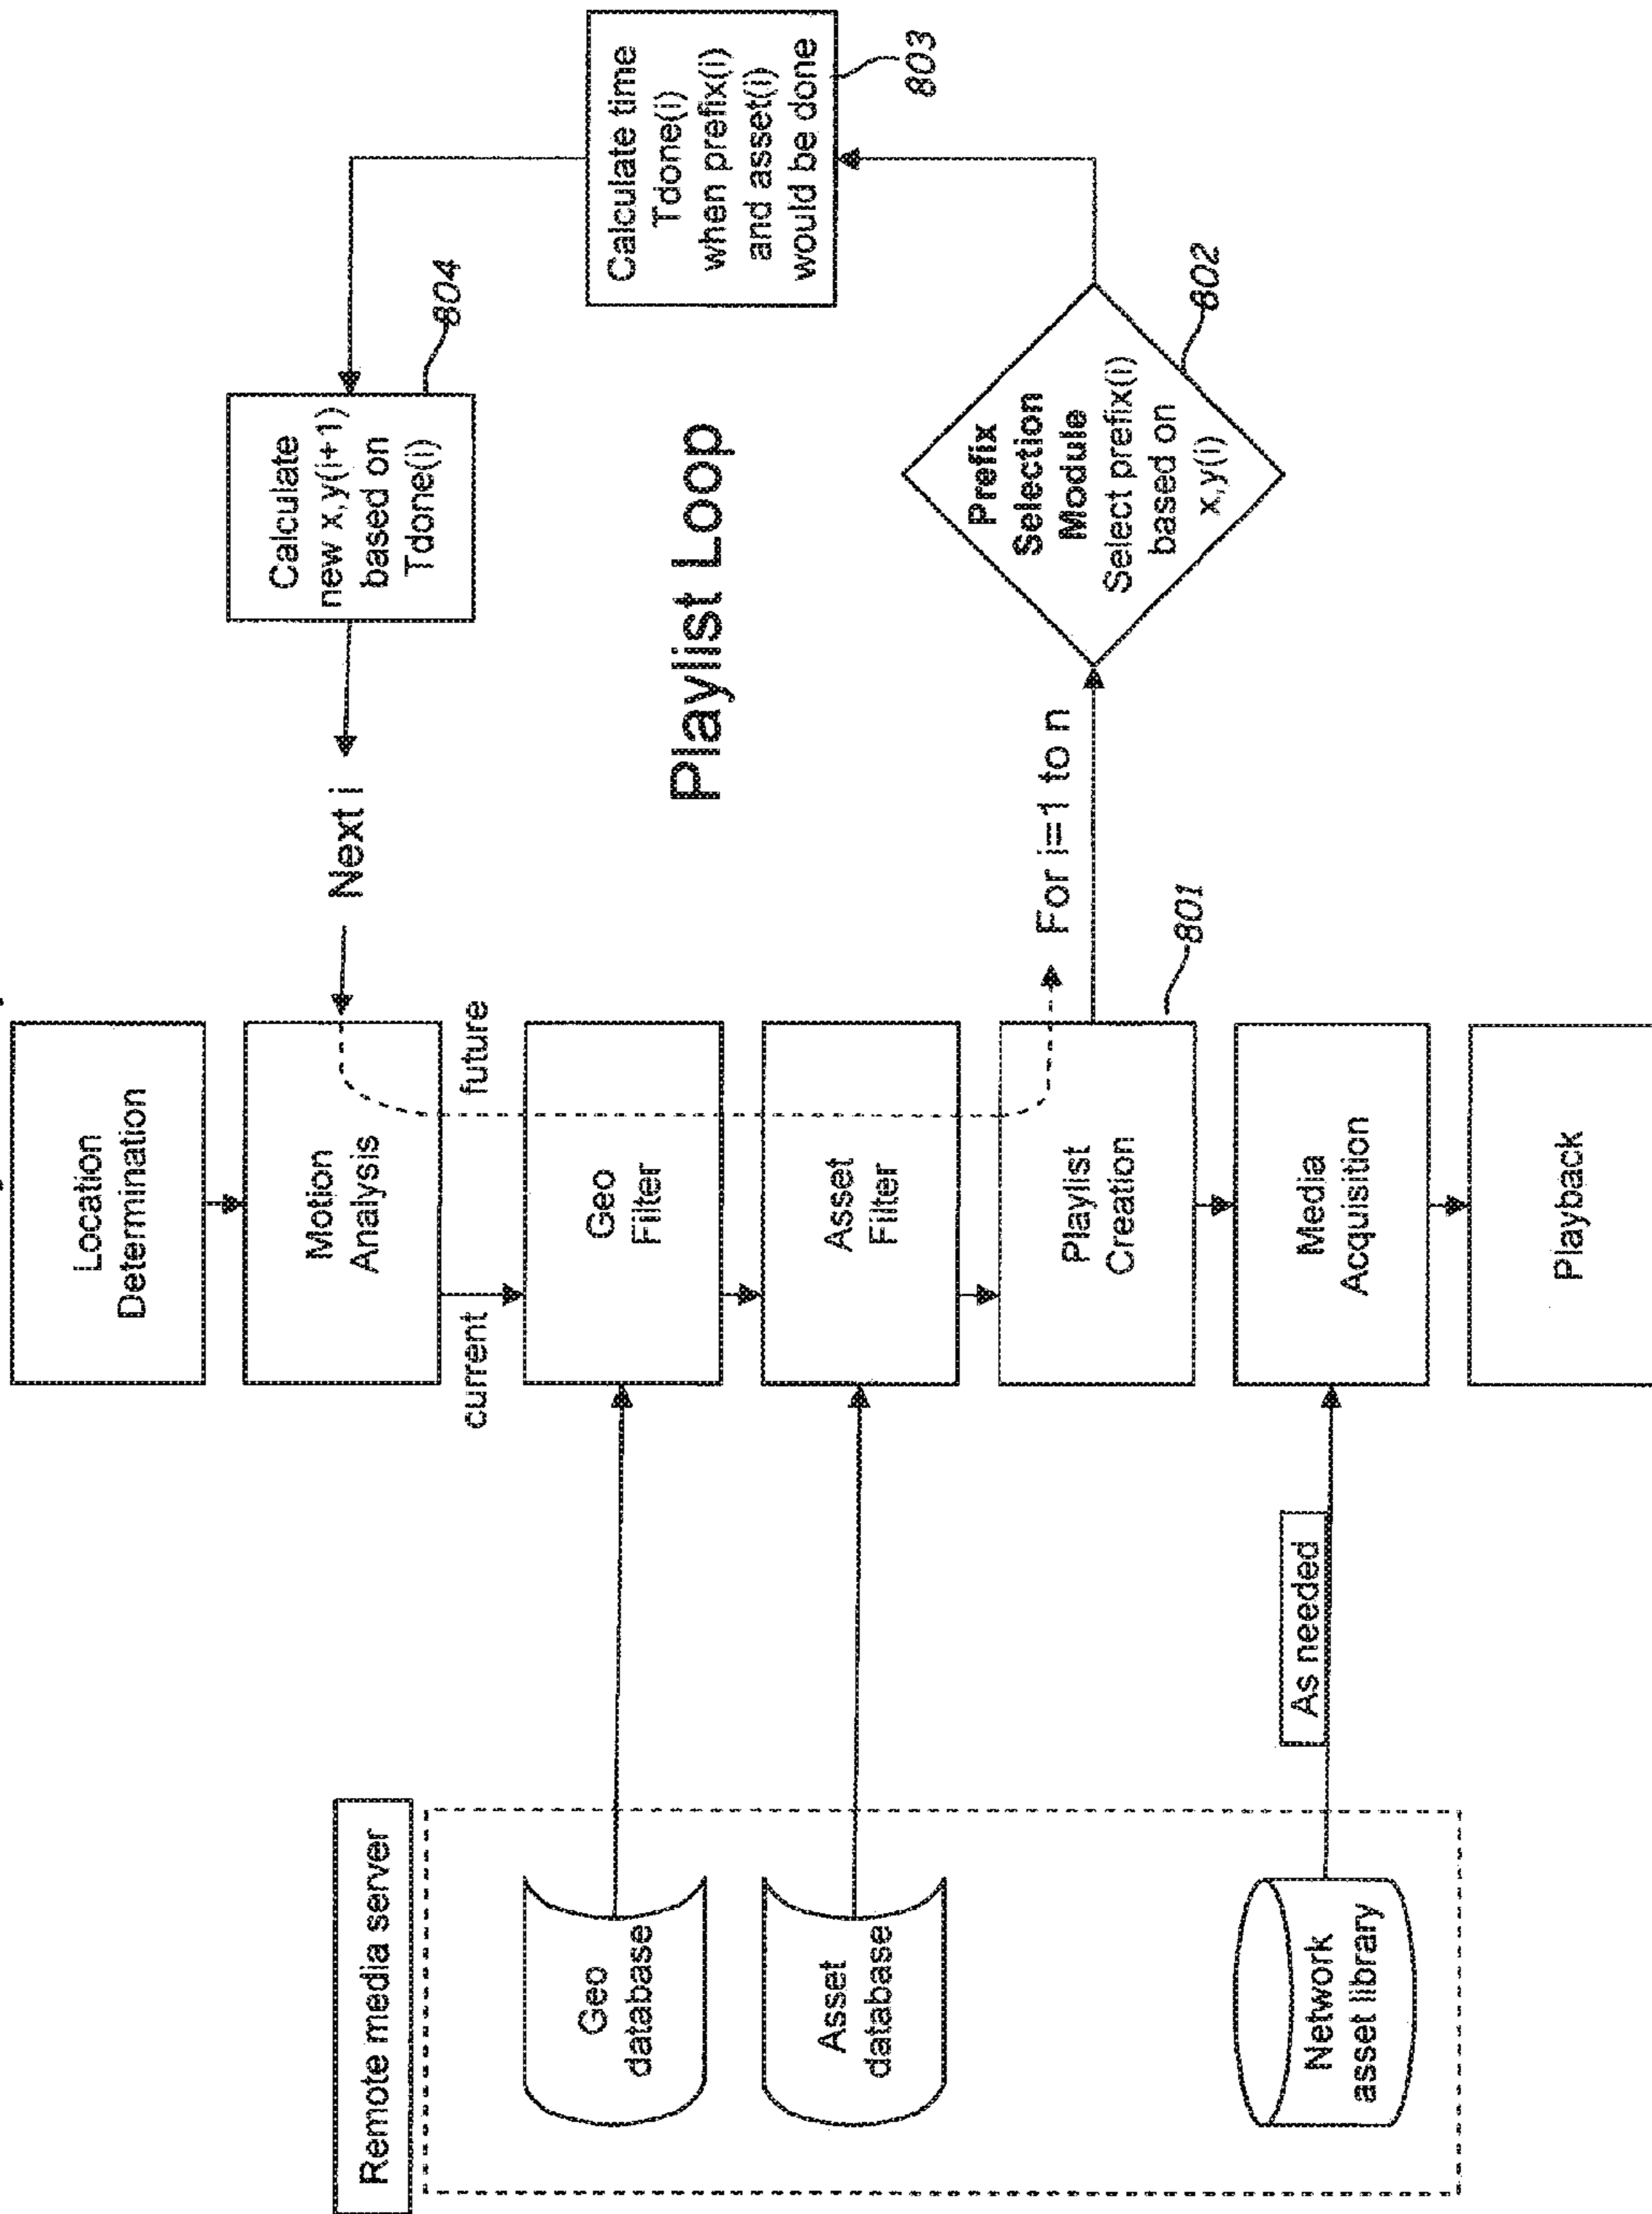 Remote media server
Geo
database
Asset
database
Network
asset library
As needed
Location
Determination
Motion
Analysis
current
future
Geo
Filter
Asset
Filter
Playlist
Creation
801
Media
Acquisition
Playback
Next i
For i=1 to n
Playlist Loop
Calculate
new x,y(i+1)
based on
Tdone(i)
804
Prefix
Selection
Module
Select prefix(i)
based on
x,y(i)
802
Calculate time
Tdone(i)
when prefix(i)
and asset(i)
would be done
803